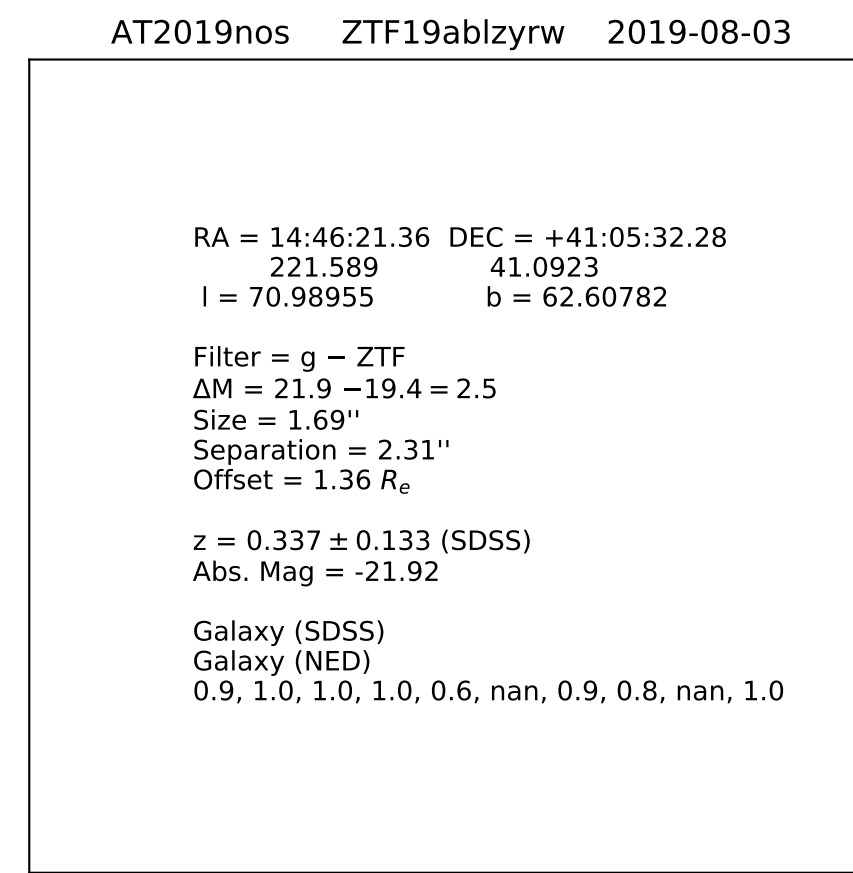 AT2019nos ZTF19ablzyrw 2019-08-03
RA = 14:46:21.36 DEC = +41:05:32.28
221.589 41.0923
l = 70.98955 b = 62.60782
Filter = g − ZTF
ΔM = 21.9 −19.4 = 2.5
Size = 1.69''
Separation = 2.31''
Offset = 1.36 Re
z = 0.337 ± 0.133 (SDSS)
Abs. Mag = -21.92
Galaxy (SDSS)
Galaxy (NED)
0.9, 1.0, 1.0, 1.0, 0.6, nan, 0.9, 0.8, nan, 1.0